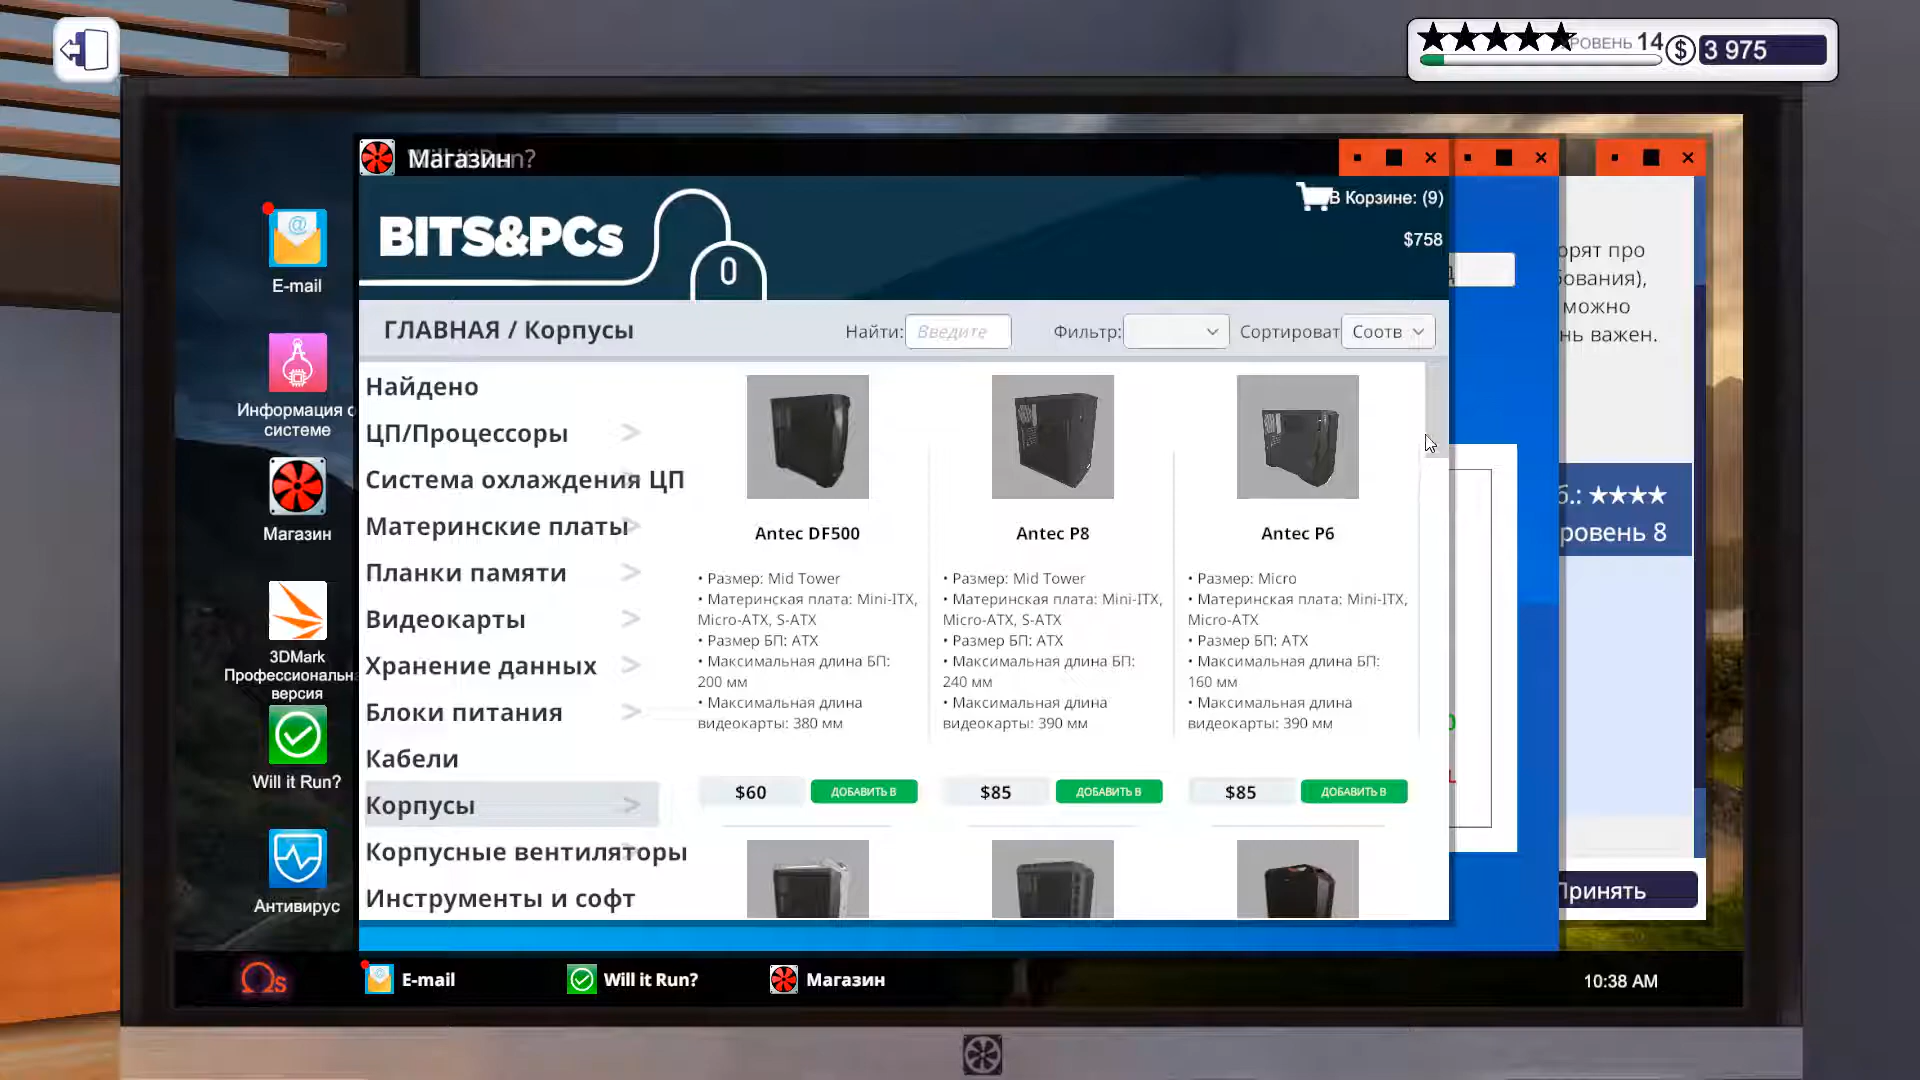 УРОВЕНЬ 14
$ 3 975
Магазин
BITS&PCs
В Корзине: (9)
$758
ГЛАВНАЯ / Корпусы
Найти:
Введите
Фильтр:
Сортироват
Соотв
E-mail
Информация о
системе
Магазин
3DMark
Профессиональна
версия
Will it Run?
Антивирус
Найдено
ЦП/Процессоры
Система охлаждения ЦП
Материнские платы
Планки памяти
Видеокарты
Хранение данных
Блоки питания
Кабели
Корпусы
Корпусные вентиляторы
Инструменты и софт
Antec DF500
• Размер: Mid Tower
• Материнская плата: Mini-ITX,
Micro-ATX, S-ATX
• Размер БП: ATX
• Максимальная длина БП:
200 мм
• Максимальная длина
видеокарты: 380 мм
$60
ДОБАВИТЬ В
Antec P8
• Размер: Mid Tower
• Материнская плата: Mini-ITX,
Micro-ATX, S-ATX
• Размер БП: ATX
• Максимальная длина БП:
240 мм
• Максимальная длина
видеокарты: 390 мм
$85
ДОБАВИТЬ В
Antec P6
• Размер: Micro
• Материнская плата: Mini-ITX,
Micro-ATX
• Размер БП: ATX
• Максимальная длина БП:
160 мм
• Максимальная длина
видеокарты: 390 мм
$85
ДОБАВИТЬ В
орят про
бования),
можно
нь важен.
б.: ★★★★
ровень 8
Принять
Ωs
E-mail
Will it Run?
Магазин
10:38 AM